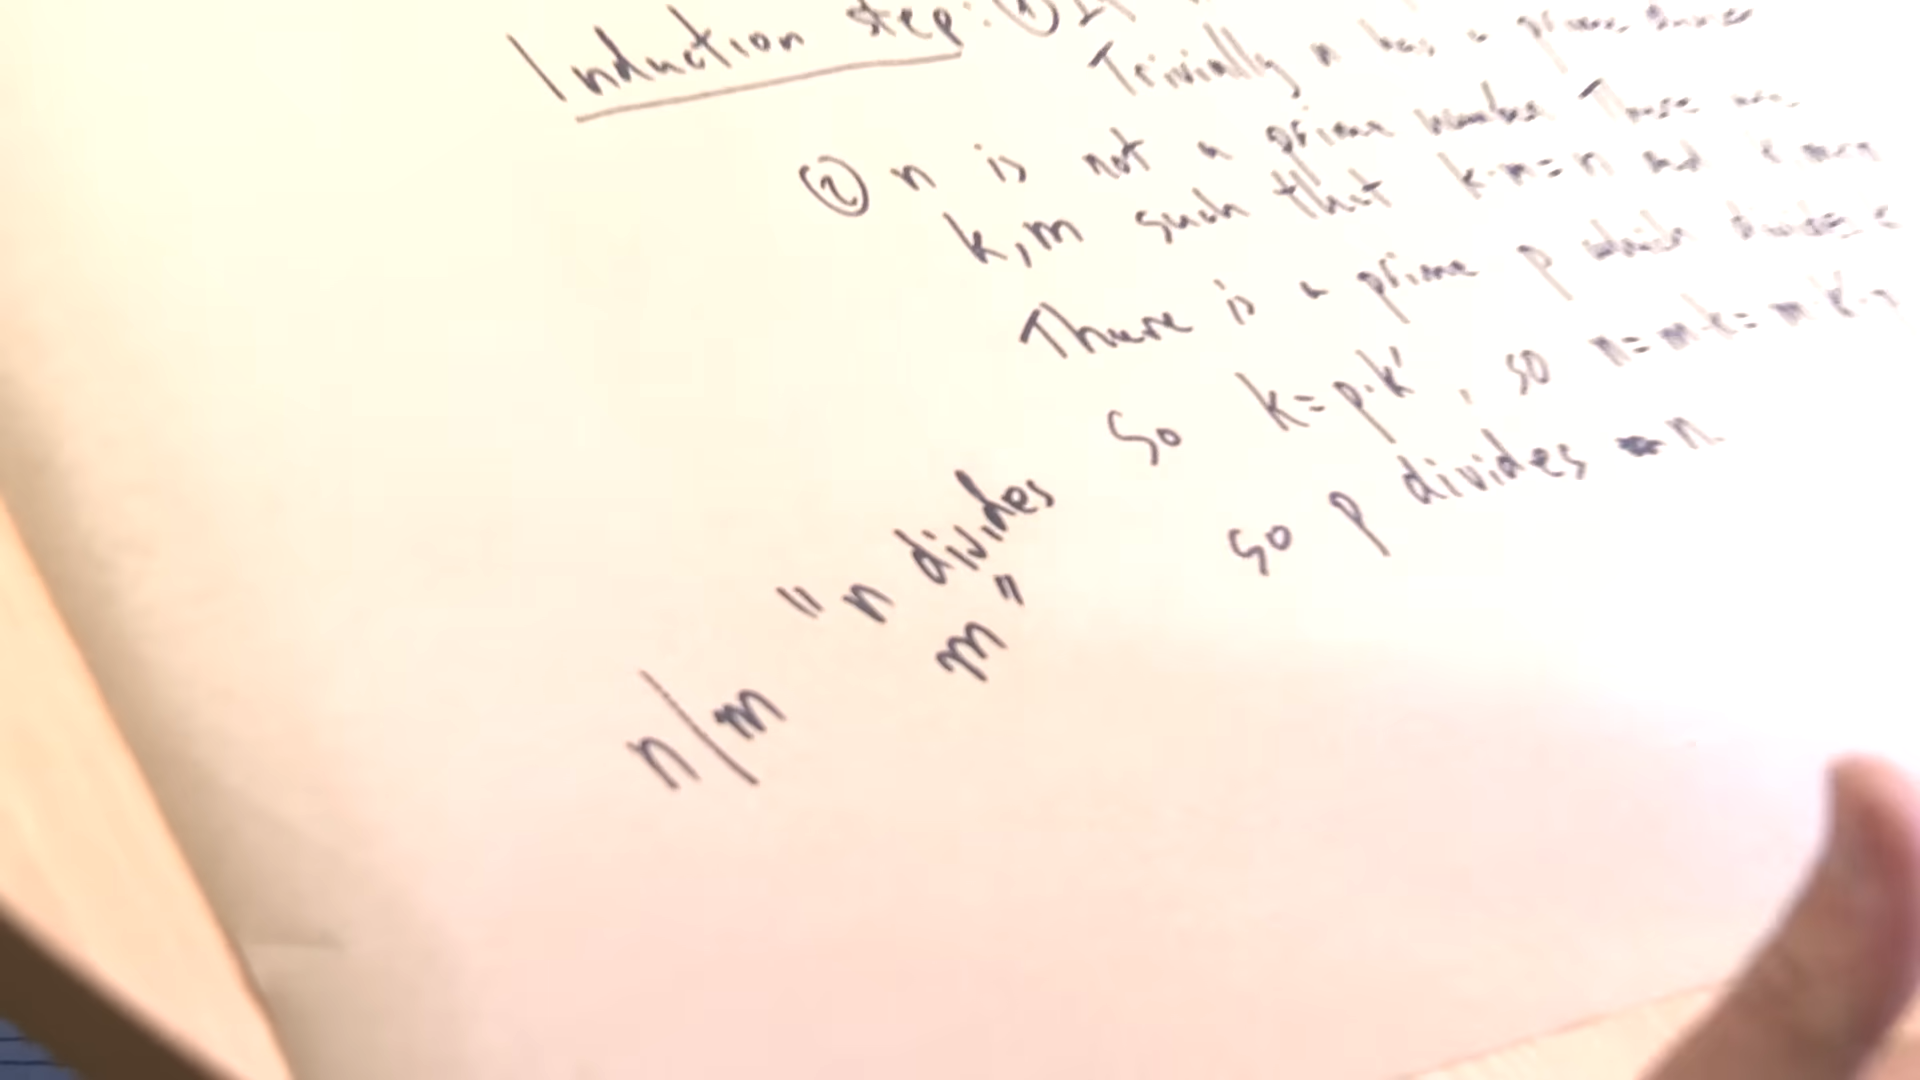 Induction step: ①
Trivially n has a prime
② n is not a prime number There are
k,m such that k·m=n and
There is a prime p which divides
So k=p·k', so n=m·k=m·k'·
so p divides n.
"n divides
m"
n/m